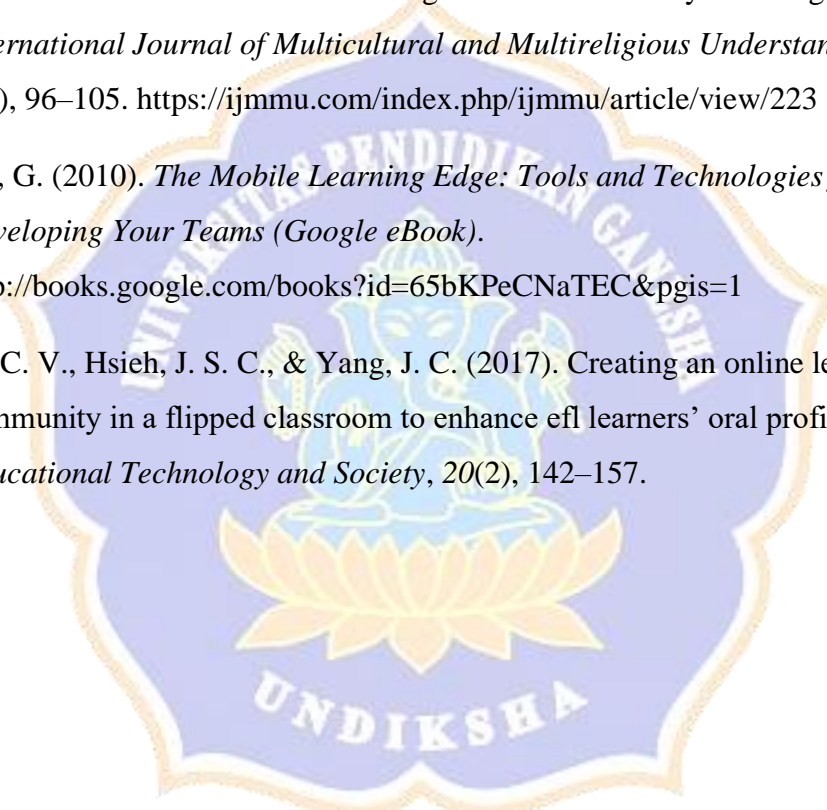 ernational Journal of Multicultural and Multireligious Understan
), 96–105. https://ijmmu.com/index.php/ijmmu/article/view/223
, G. (2010). The Mobile Learning Edge: Tools and Technologies
veloping Your Teams (Google eBook).
p://books.google.com/books?id=65bKPeCNaTEC&pgis=1
C. V., Hsieh, J. S. C., & Yang, J. C. (2017). Creating an online le
mmunity in a flipped classroom to enhance efl learners’ oral profi
ucational Technology and Society, 20(2), 142–157.
UNIVERSITAS PENDIDIKAN GANESHA
UNDIKSHA